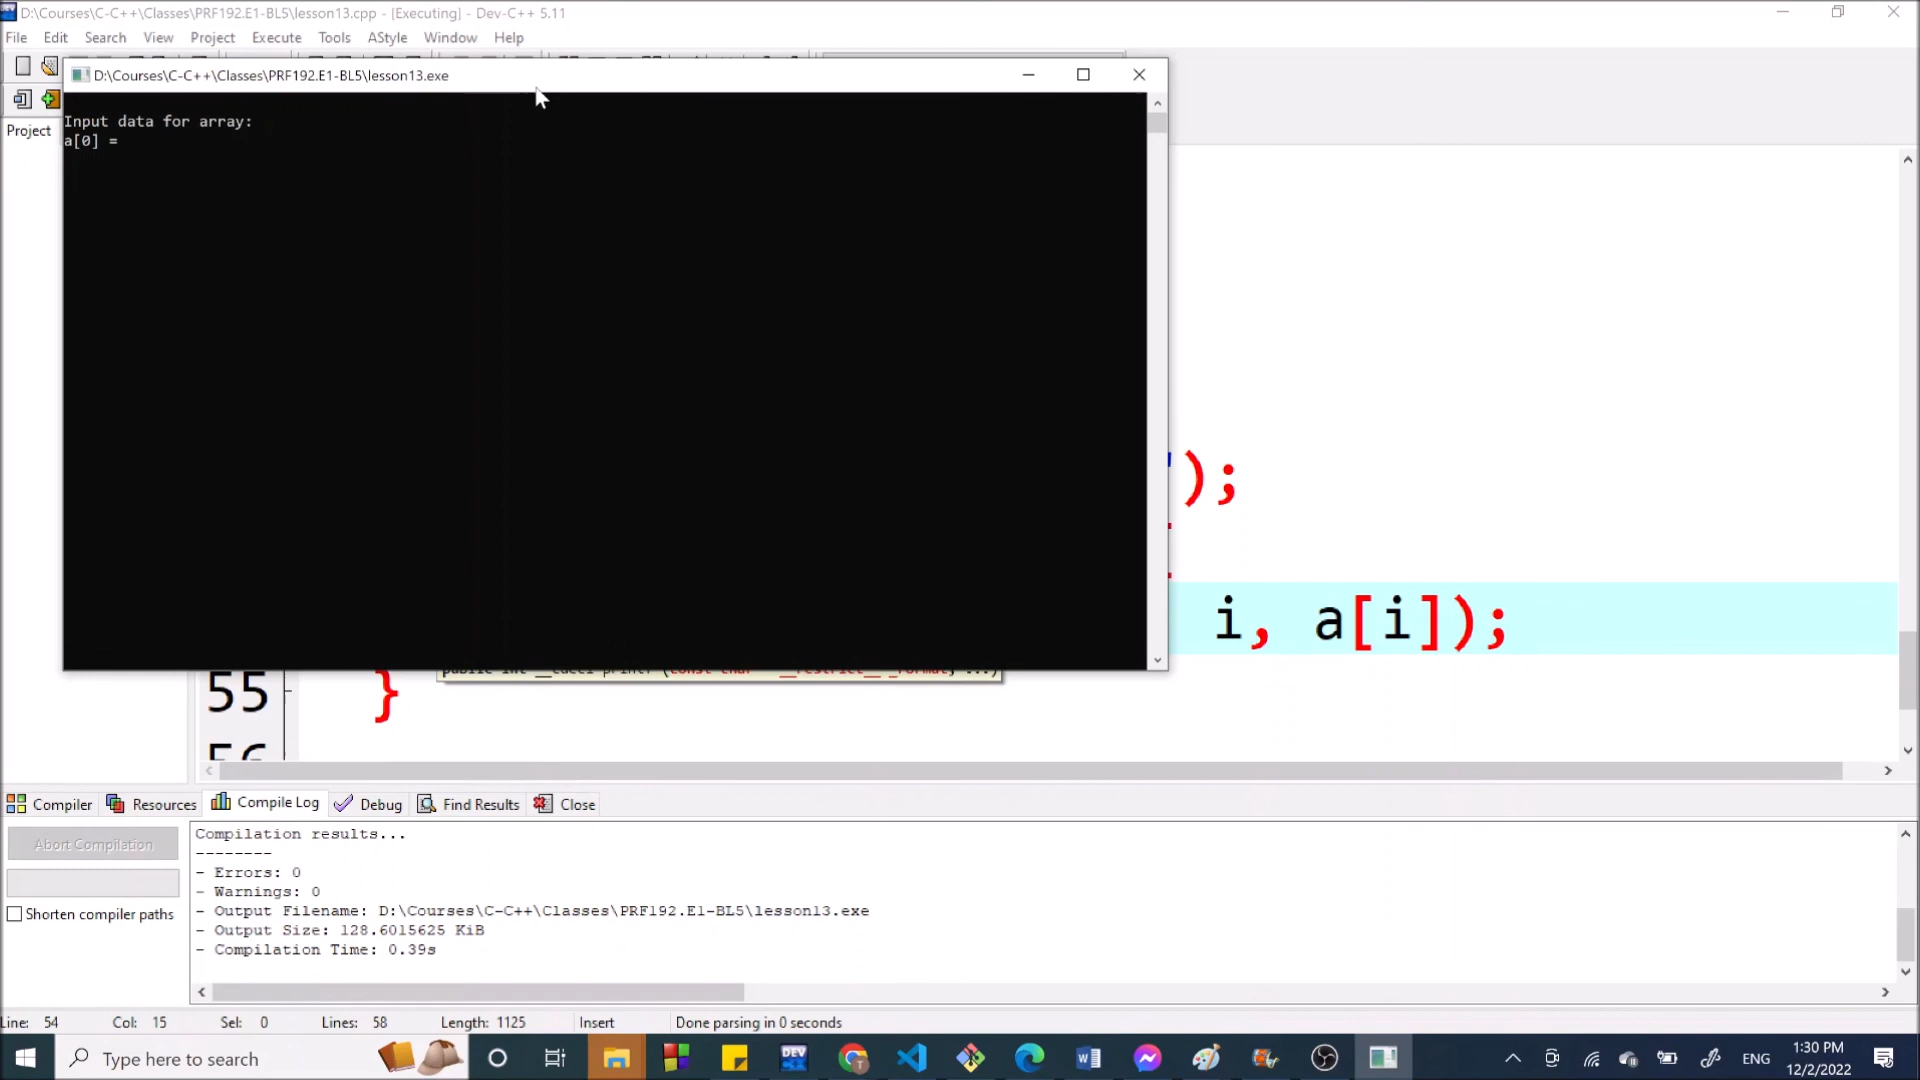 D:\Courses\C-C++\Classes\PRF192.E1-BL5\lesson13.cpp - [Executing] - Dev-C++ 5.11
File Edit Search View Project Execute Tools AStyle Window Help
D:\Courses\C-C++\Classes\PRF192.E1-BL5\lesson13.exe
Project
Input data for array:
a[0] =
");
i, a[i]);
55 }
56
Compiler Resources Compile Log Debug Find Results Close
Abort Compilation
Shorten compiler paths
Compilation results...
--------
- Errors: 0
- Warnings: 0
- Output Filename: D:\Courses\C-C++\Classes\PRF192.E1-BL5\lesson13.exe
- Output Size: 128.6015625 KiB
- Compilation Time: 0.39s
Line: 54 Col: 15 Sel: 0 Lines: 58 Length: 1125 Insert Done parsing in 0 seconds
Type here to search
DEV
ENG
1:30 PM
12/2/2022